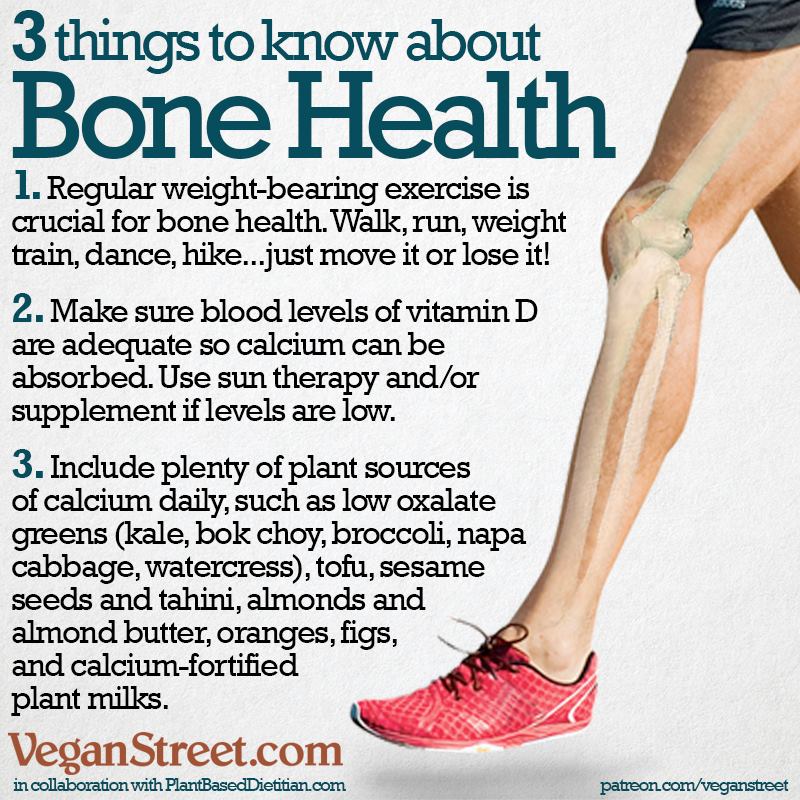 3 things to know about
Bone Health
1. Regular weight-bearing exercise is
crucial for bone health. Walk, run, weight
train, dance, hike...just move it or lose it!
2. Make sure blood levels of vitamin D
are adequate so calcium can be
absorbed. Use sun therapy and/or
supplement if levels are low.
3. Include plenty of plant sources
of calcium daily, such as low oxalate
greens (kale, bok choy, broccoli, napa
cabbage, watercress), tofu, sesame
seeds and tahini, almonds and
almond butter, oranges, figs,
and calcium-fortified
plant milks.
VeganStreet.com
in collaboration with PlantBasedDietitian.com
patreon.com/veganstreet